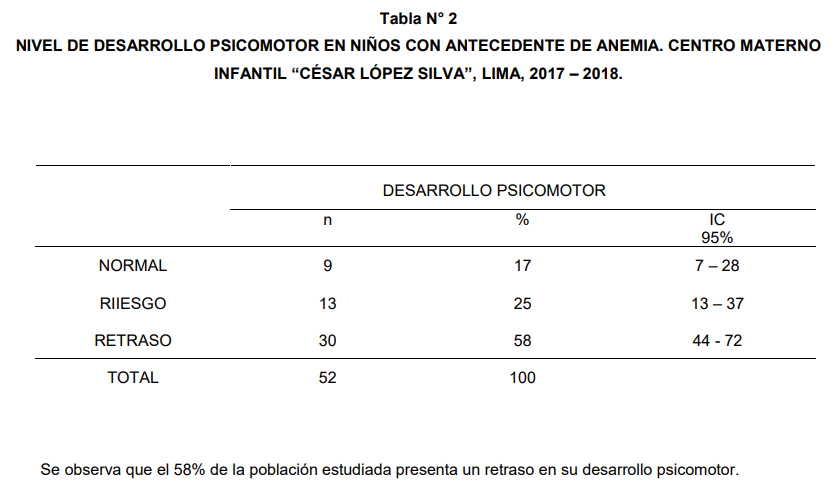 Tabla N° 2
NIVEL DE DESARROLLO PSICOMOTOR EN NIÑOS CON ANTECEDENTE DE ANEMIA. CENTRO MATERNO
INFANTIL “CÉSAR LÓPEZ SILVA”, LIMA, 2017 – 2018.
DESARROLLO PSICOMOTOR
n % IC
95%
NORMAL 9 17 7 – 28
RIIESGO 13 25 13 – 37
RETRASO 30 58 44 - 72
TOTAL 52 100
Se observa que el 58% de la población estudiada presenta un retraso en su desarrollo psicomotor.